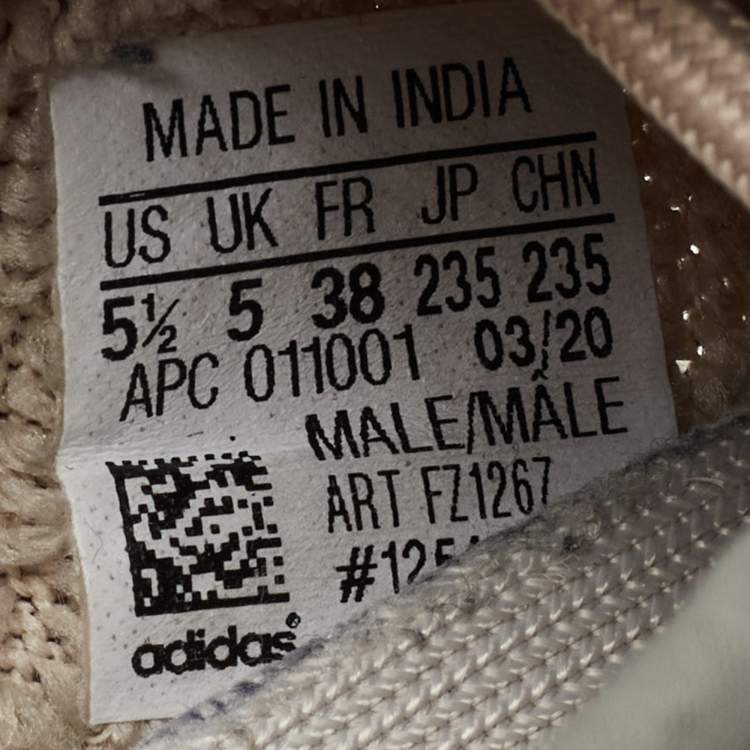 MADE IN INDIA
US UK FR JP CHN
5½ 5 38 235 235
APC 011001 03/20
MALE/MÂLE
ART FZ1267
adidas®